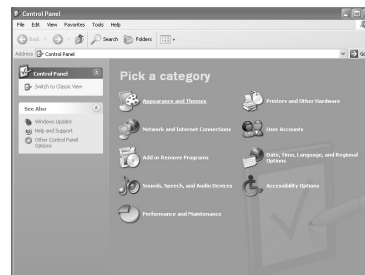 Control Panel
File Edit View Favorites Tools Help
Back Search Folders
Address Control Panel Go
Control Panel
Switch to Classic View
See Also
Windows Update
Help and Support
Other Control Panel
Options
Pick a category
Appearance and Themes
Printers and Other Hardware
Network and Internet Connections
User Accounts
Add or Remove Programs
Date, Time, Language, and Regional
Options
Sounds, Speech, and Audio Devices
Accessibility Options
Performance and Maintenance